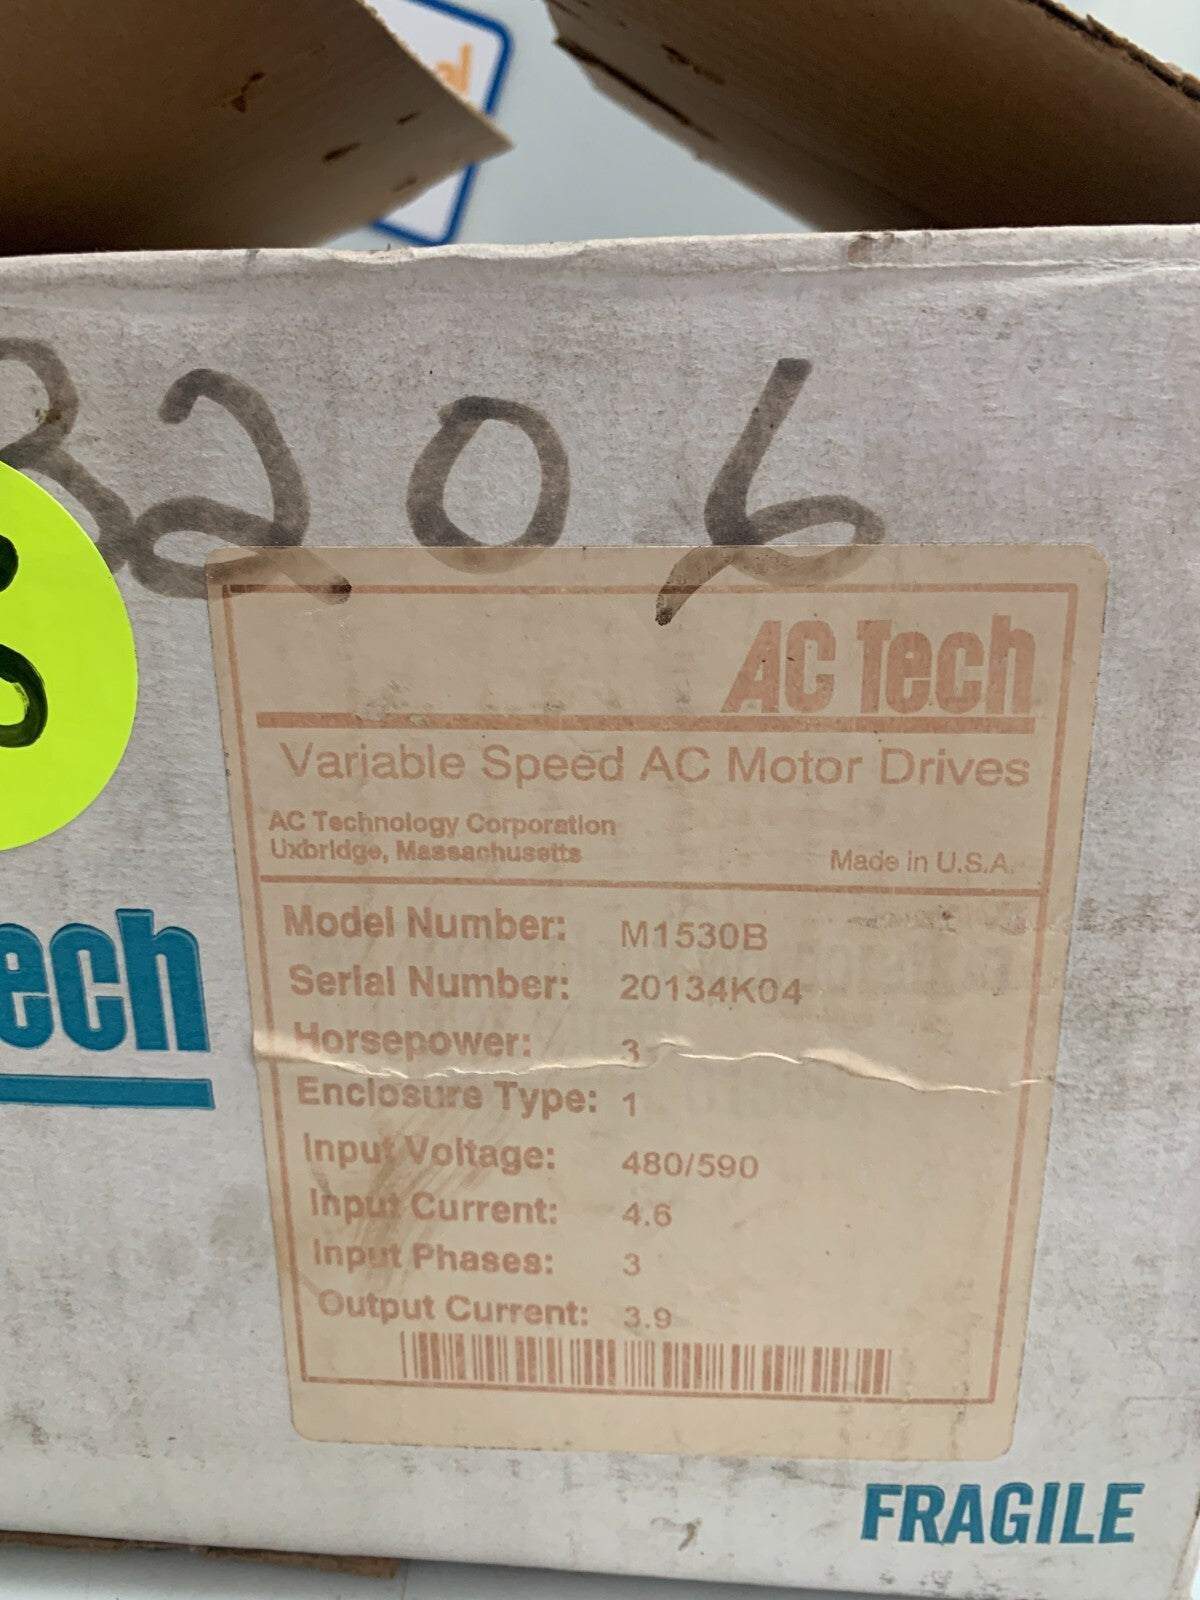 3206
AC Tech
Variable Speed AC Motor Drives
AC Technology Corporation
Uxbridge, Massachusetts
Made in U.S.A.
Model Number: M1530B
Serial Number: 20134K04
Horsepower: 3
Enclosure Type: 1
Input Voltage: 480/590
Input Current: 4.6
Input Phases: 3
Output Current: 3.9
ech
FRAGILE